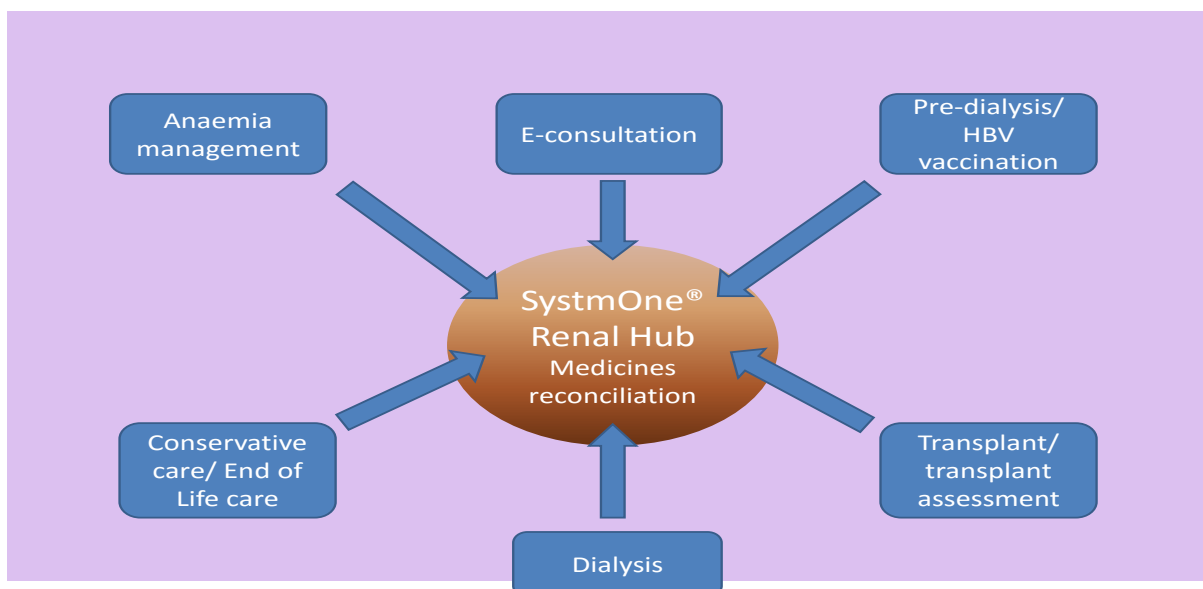 Anaemia
management
E-consultation
Pre-dialysis/
HBV
vaccination
SystmOne®
Renal Hub
Medicines
reconciliation
Conservative
care/ End of
Life care
Transplant/
transplant
assessment
Dialysis